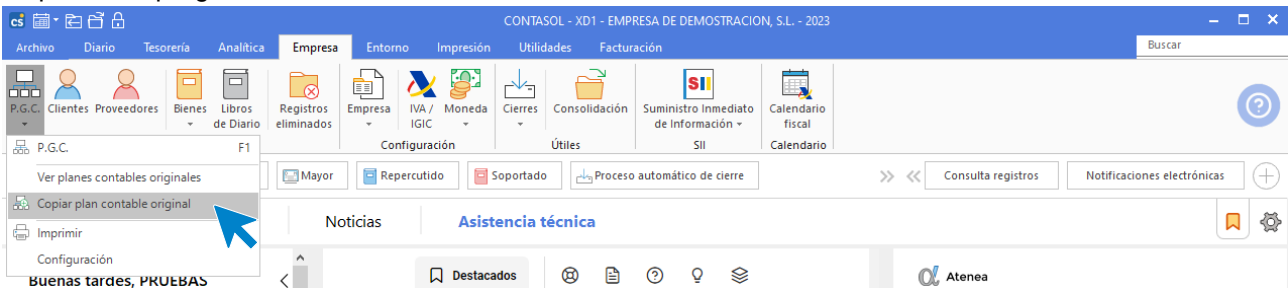 cs
CONTASOL - XD1 - EMPRESA DE DEMOSTRACION, S.L. - 2023
Archivo Diario Tesorería Analítica Empresa Entorno Impresión Utilidades Facturación Buscar
P.G.C. Clientes Proveedores Bienes Libros de Diario Registros eliminados Empresa IVA / IGIC Moneda Cierres Consolidación SII Suministro Inmediato de Información Calendario fiscal
Configuración Útiles SII Calendario
P.G.C. F1
Ver planes contables originales
Mayor Repercutido Soportado Proceso automático de cierre Consulta registros Notificaciones electrónicas
Copiar plan contable original
Noticias Asistencia técnica
Imprimir
Configuración
Buenas tardes, PRUEBAS
Destacados
Atenea